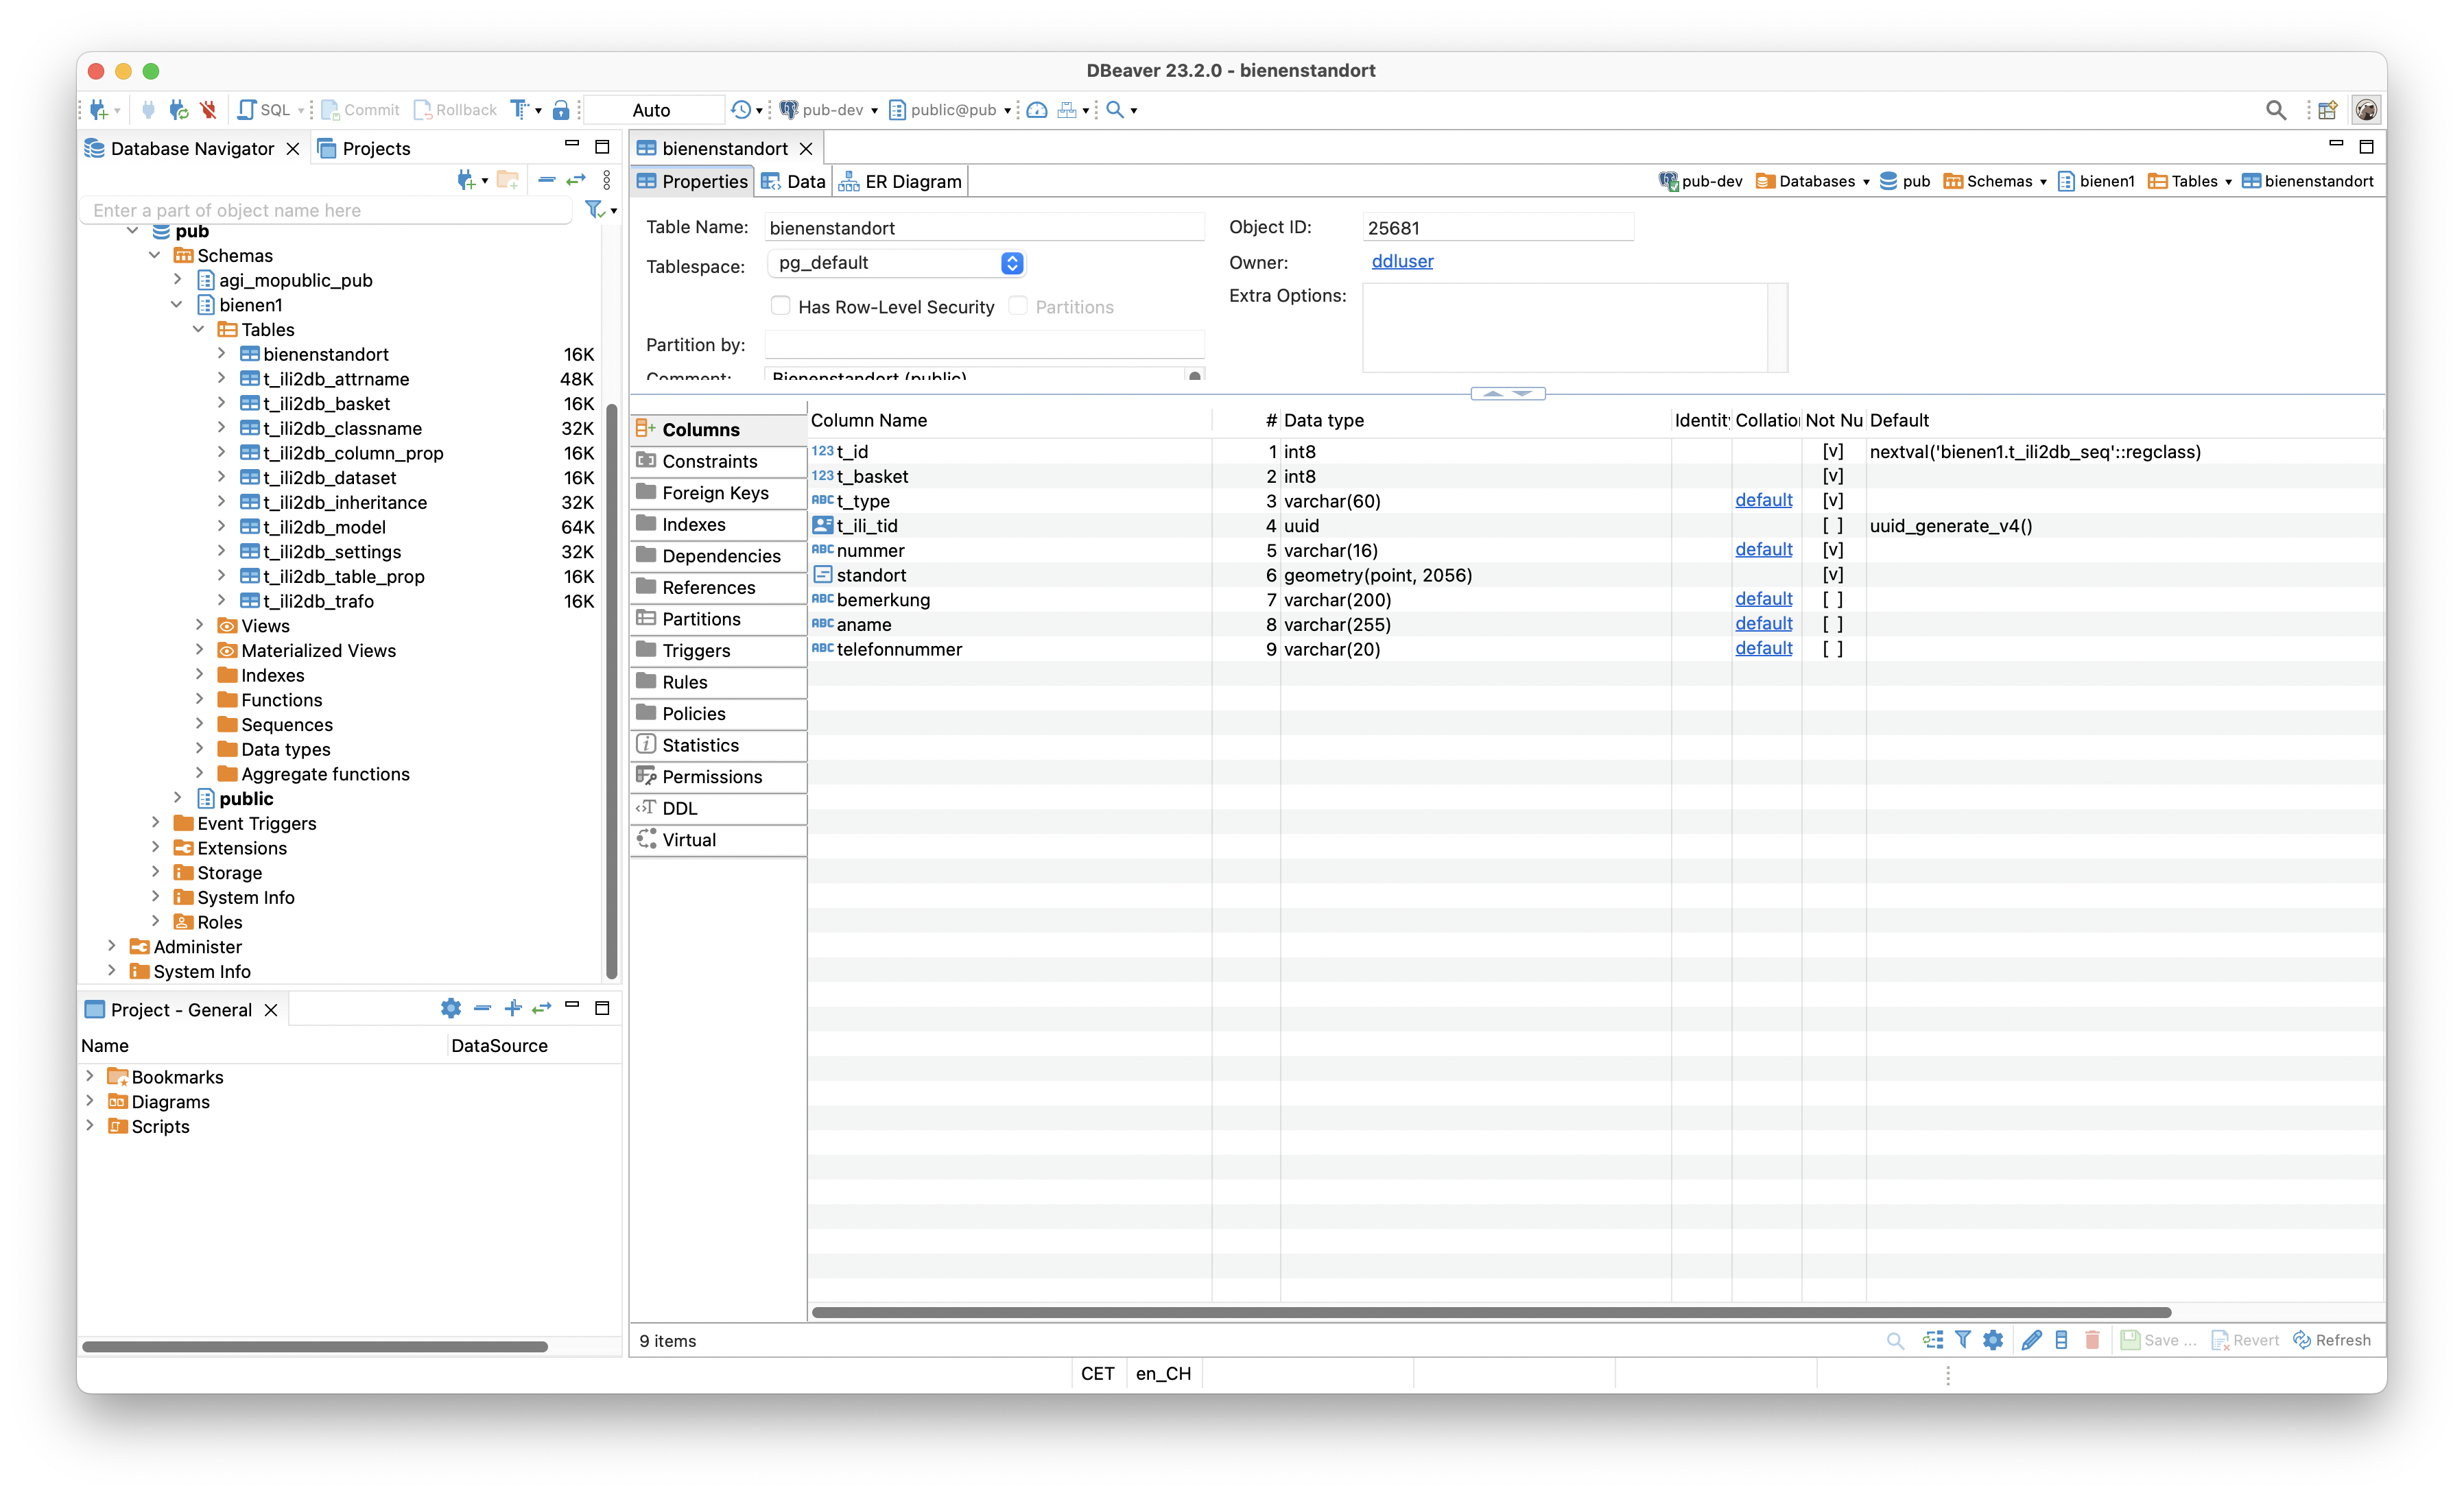 DBeaver 23.2.0 - bienenstandort
SQL Commit Rollback Auto pub-dev public@pub
Database Navigator Projects
Enter a part of object name here
pub
Schemas
agi_mopublic_pub
bienen1
Tables
bienenstandort 16K
t_ili2db_attrname 48K
t_ili2db_basket 16K
t_ili2db_classname 32K
t_ili2db_column_prop 16K
t_ili2db_dataset 16K
t_ili2db_inheritance 32K
t_ili2db_model 64K
t_ili2db_settings 32K
t_ili2db_table_prop 16K
t_ili2db_trafo 16K
Views
Materialized Views
Indexes
Functions
Sequences
Data types
Aggregate functions
public
Event Triggers
Extensions
Storage
System Info
Roles
Administer
System Info
Project - General
Name DataSource
Bookmarks
Diagrams
Scripts
bienenstandort
Properties Data ER Diagram
pub-dev Databases pub Schemas bienen1 Tables bienenstandort
Table Name: bienenstandort
Tablespace: pg_default
Has Row-Level Security Partitions
Partition by:
Comment: Bienenstandort (public)
Object ID: 25681
Owner: ddluser
Extra Options:
Columns
Constraints
Foreign Keys
Indexes
Dependencies
References
Partitions
Triggers
Rules
Policies
Statistics
Permissions
DDL
Virtual
Column Name # Data type Identit Collatio Not Nu Default
123 t_id 1 int8 [v] nextval('bienen1.t_ili2db_seq'::regclass)
123 t_basket 2 int8 [v]
ABC t_type 3 varchar(60) default [v]
t_ili_tid 4 uuid [ ] uuid_generate_v4()
ABC nummer 5 varchar(16) default [v]
standort 6 geometry(point, 2056) [v]
ABC bemerkung 7 varchar(200) default [ ]
ABC aname 8 varchar(255) default [ ]
ABC telefonnummer 9 varchar(20) default [ ]
9 items
Save ... Revert Refresh
CET en_CH